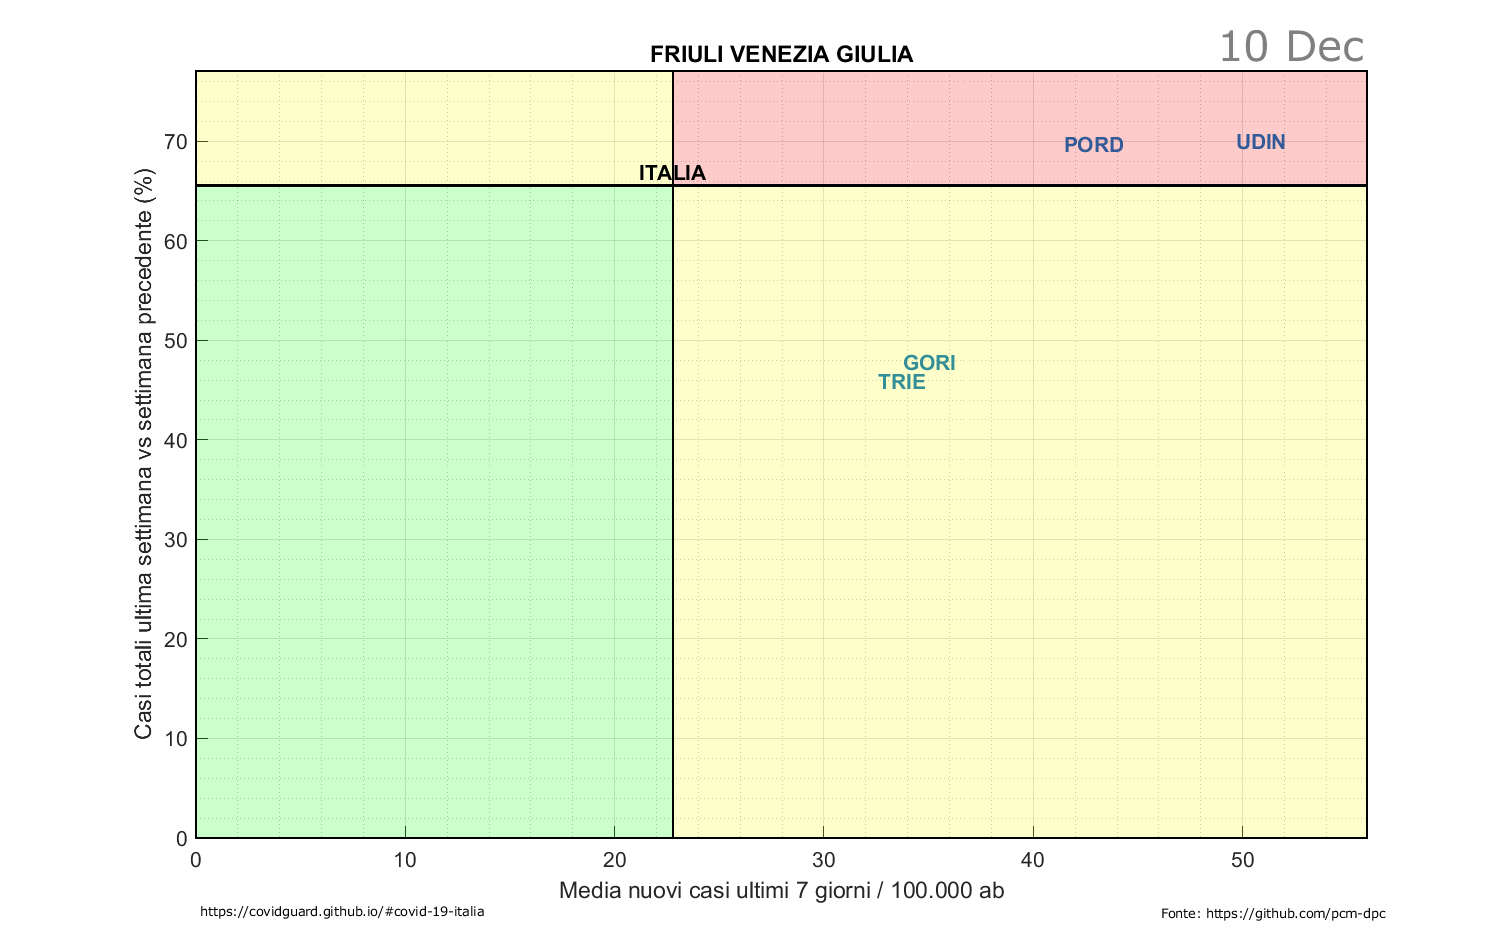 10 Dec
FRIULI VENEZIA GIULIA
Casi totali ultima settimana vs settimana precedente (%)
70
60
50
40
30
20
10
0
PORD
UDIN
ITALIA
GORI
TRIE
0 10 20 30 40 50
Media nuovi casi ultimi 7 giorni / 100.000 ab
https://covidguard.github.io/#covid-19-italia
Fonte: https://github.com/pcm-dpc